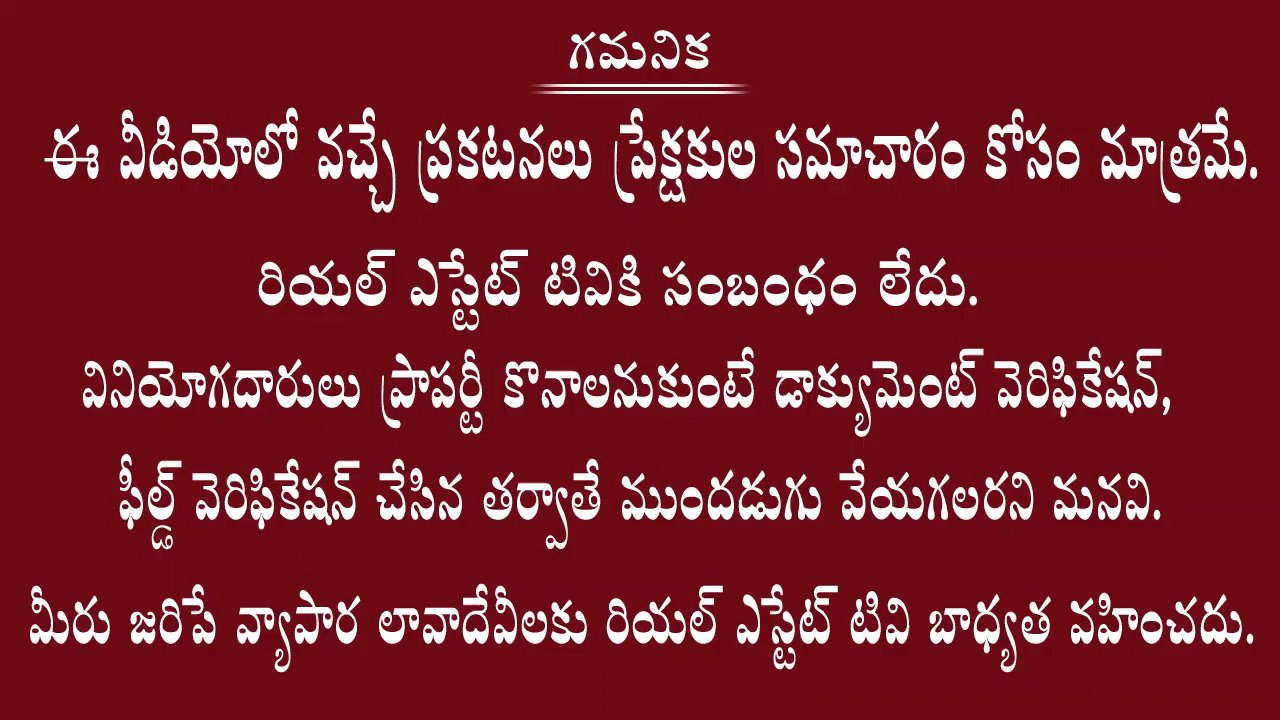 గమనిక
ఈ వీడియోలో వచ్చే ప్రకటనలు ప్రేక్షకుల సమాచారం కోసం మాత్రమే.
రియల్ ఎస్టేట్ టివికి సంబంధం లేదు.
వినియోగదారులు ప్రాపర్టీ కొనాలనుకుంటే డాక్యుమెంట్ వెరిఫికేషన్,
ఫీల్డ్ వెరిఫికేషన్ చేసిన తర్వాతే ముందడుగు వేయగలరని మనవి.
మీరు జరిపే వ్యాపార లావాదేవీలకు రియల్ ఎస్టేట్ టివి బాధ్యత వహించదు.